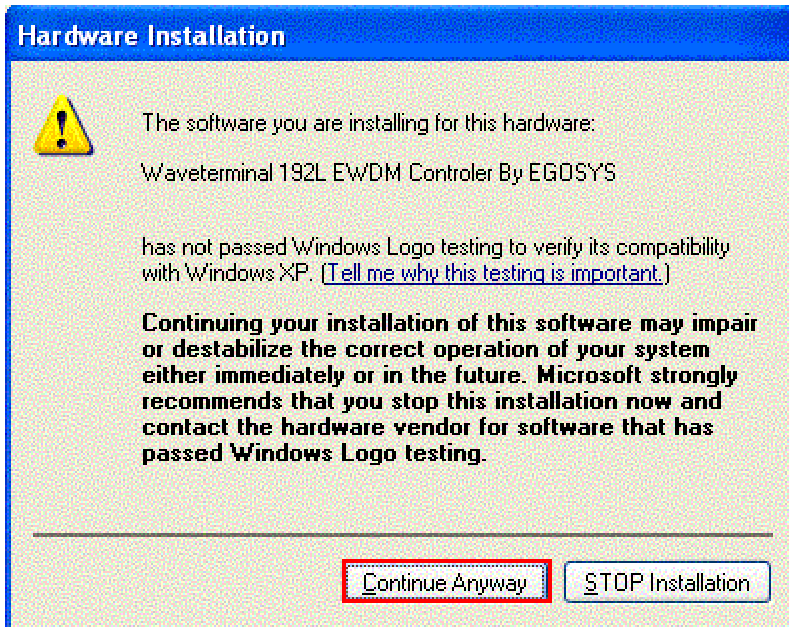 Hardware Installation
The software you are installing for this hardware:
Waveterminal 192L EWDM Controler By EGOSYS
has not passed Windows Logo testing to verify its compatibility
with Windows XP. (Tell me why this testing is important.)
Continuing your installation of this software may impair
or destabilize the correct operation of your system
either immediately or in the future. Microsoft strongly
recommends that you stop this installation now and
contact the hardware vendor for software that has
passed Windows Logo testing.
Continue Anyway
STOP Installation